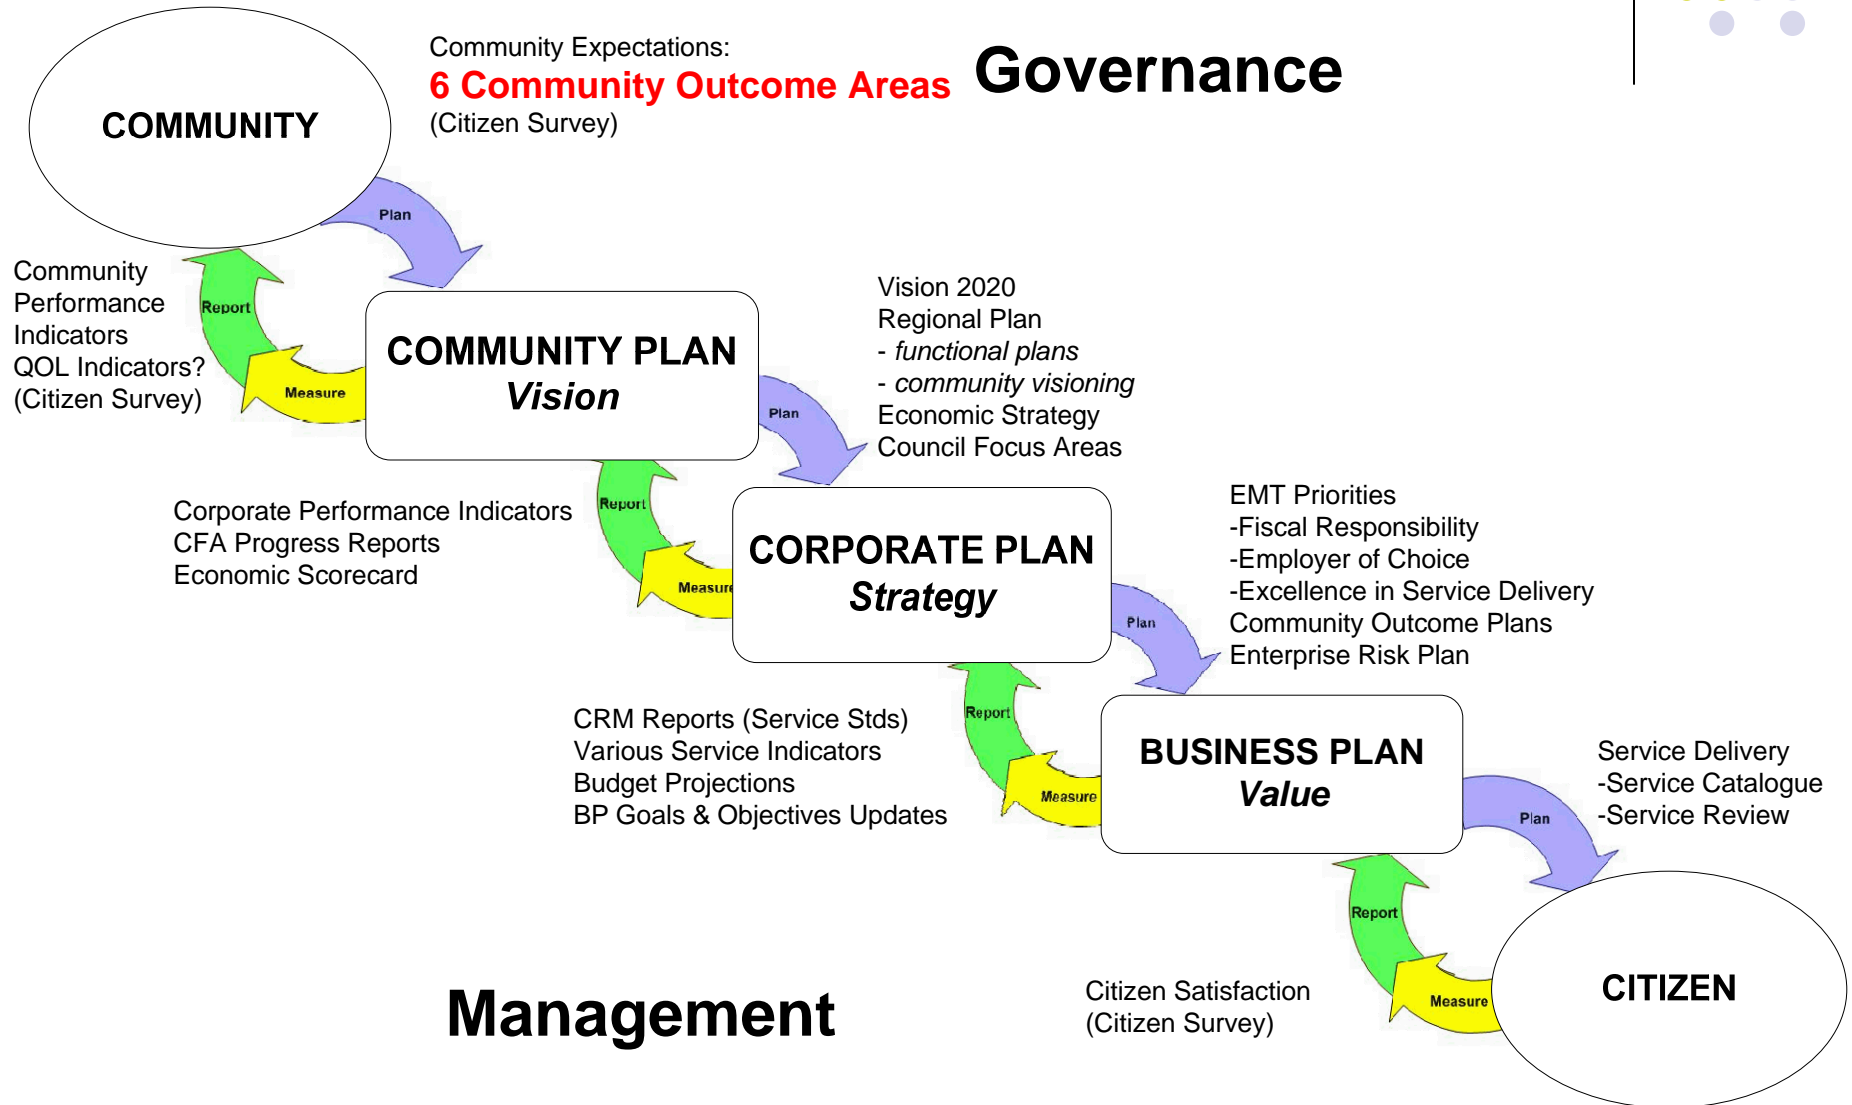 Community Expectations:
6 Community Outcome Areas
(Citizen Survey)
Governance
COMMUNITY
Plan
Community
Performance
Indicators
QOL Indicators?
(Citizen Survey)
Report
Measure
COMMUNITY PLAN
Vision
Plan
Vision 2020
Regional Plan
- functional plans
- community visioning
Economic Strategy
Council Focus Areas
Corporate Performance Indicators
CFA Progress Reports
Economic Scorecard
Report
Measure
CORPORATE PLAN
Strategy
Plan
EMT Priorities
-Fiscal Responsibility
-Employer of Choice
-Excellence in Service Delivery
Community Outcome Plans
Enterprise Risk Plan
CRM Reports (Service Stds)
Various Service Indicators
Budget Projections
BP Goals & Objectives Updates
Report
Measure
BUSINESS PLAN
Value
Plan
Service Delivery
-Service Catalogue
-Service Review
Management
Citizen Satisfaction
(Citizen Survey)
Report
Measure
CITIZEN